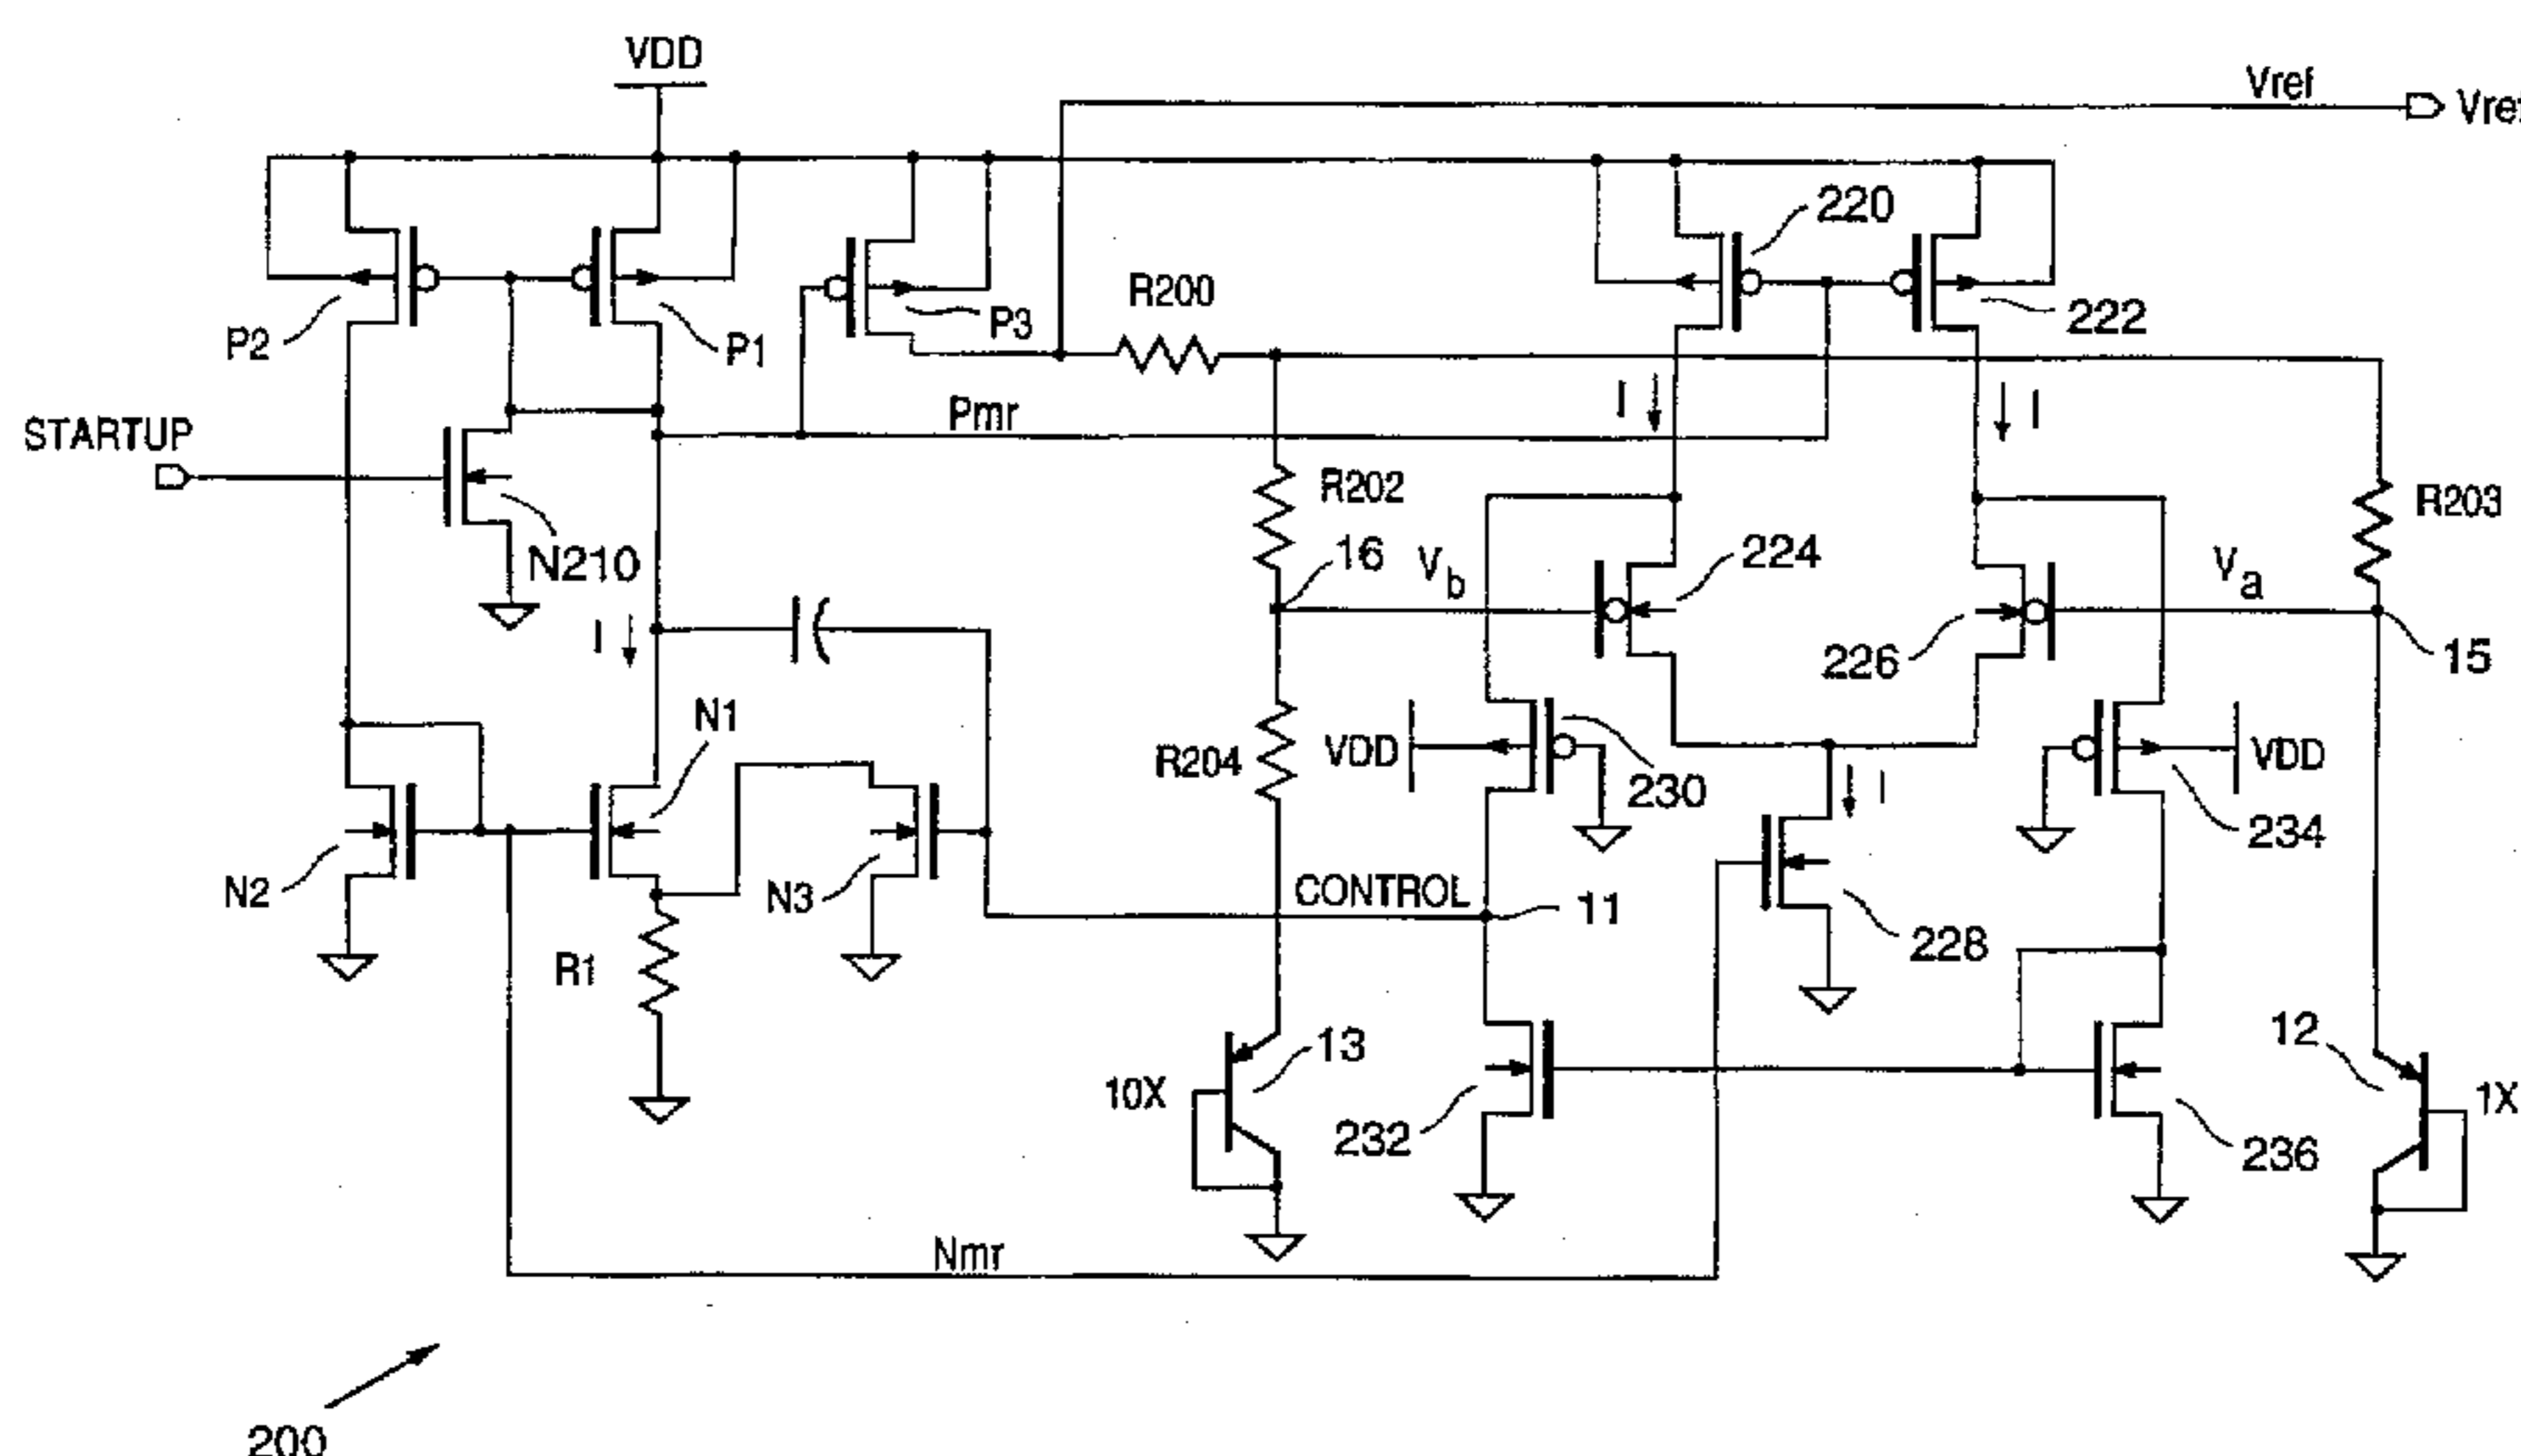 VDD
Vref
Vref
220
R200
P2
P1
P3
222
I
I
Pmr
STARTUP
R202
R203
N210
16
Vb
224
Va
I
226
15
N1
R204
VDD
230
I
VDD
234
N2
N3
CONTROL
11
228
R1
13
10X
12
1X
232
236
Nmr
200